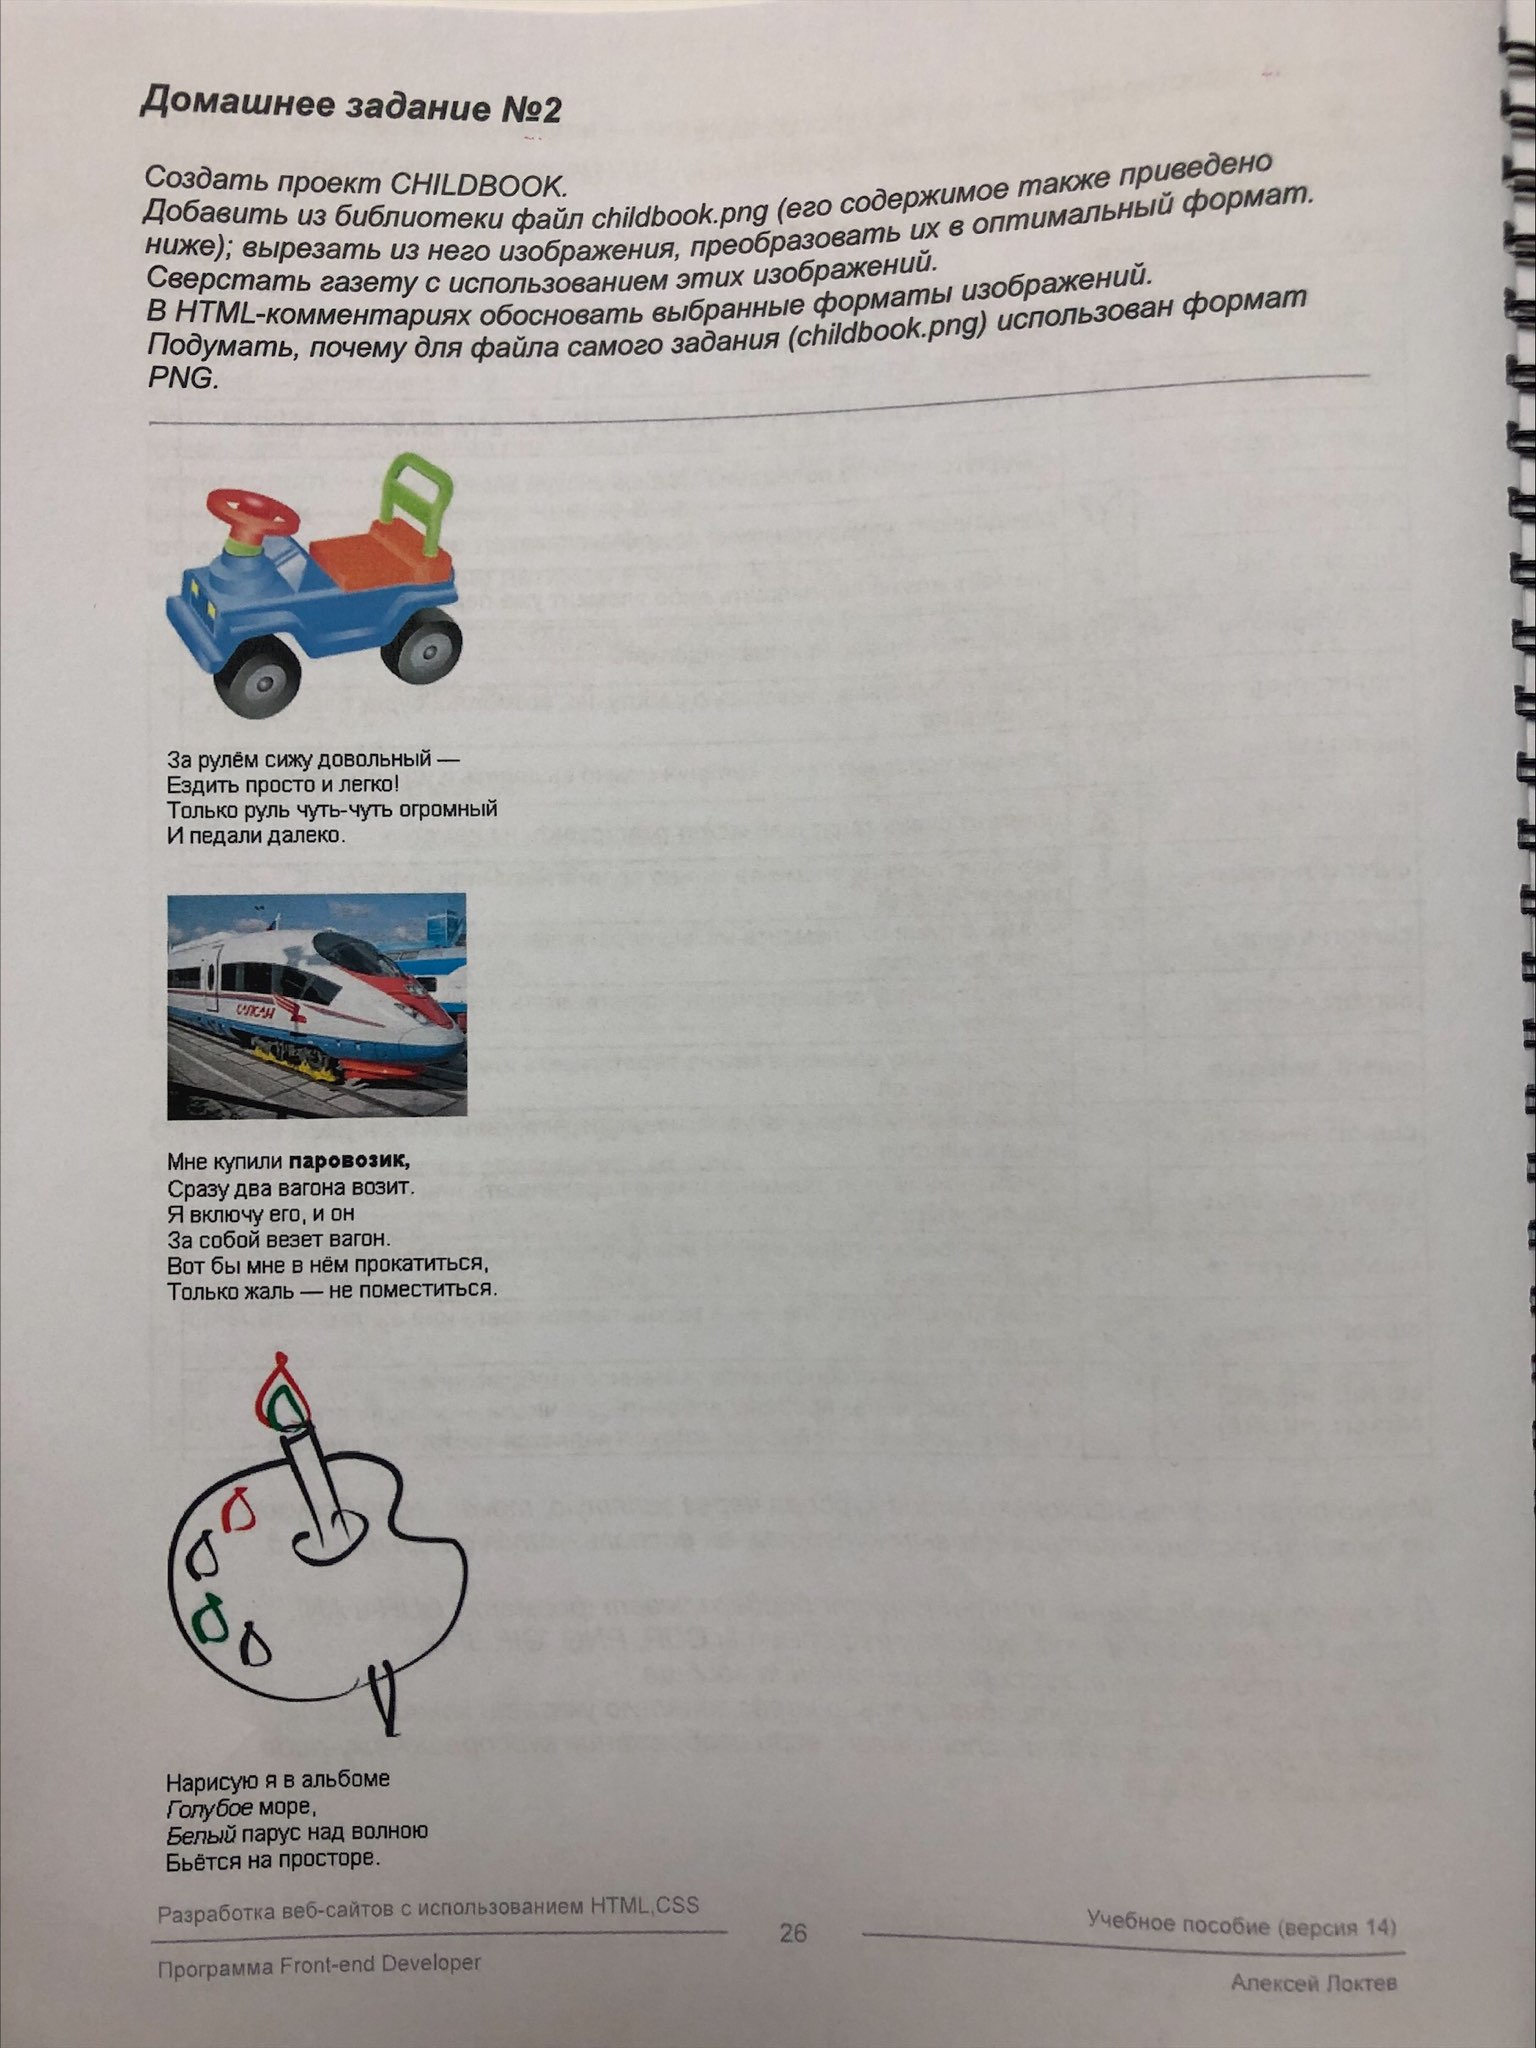 Домашнее задание №2
Создать проект CHILDBOOK.
Добавить из библиотеки файл childbook.png (его содержимое также приведено
ниже); вырезать из него изображения, преобразовать их в оптимальный формат.
Сверстать газету с использованием этих изображений.
В HTML-комментариях обосновать выбранные форматы изображений.
Подумать, почему для файла самого задания (childbook.png) использован формат
PNG.
За рулём сижу довольный —
Ездить просто и легко!
Только руль чуть-чуть огромный
И педали далеко.
САПСАН
Мне купили паровозик,
Сразу два вагона возит.
Я включу его, и он
За собой везет вагон.
Вот бы мне в нём прокатиться,
Только жаль — не поместиться.
Нарисую я в альбоме
Голубое море,
Белый парус над волною
Бьётся на просторе.
Разработка веб-сайтов с использованием HTML,CSS
Программа Front-end Developer
26
Учебное пособие (версия 14)
Алексей Локтев